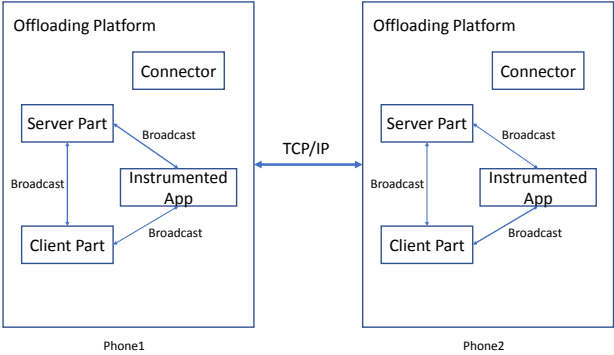 Offloading Platform
Connector
Server Part
Broadcast
Broadcast
Instrumented
App
Broadcast
Client Part
TCP/IP
Offloading Platform
Connector
Server Part
Broadcast
Broadcast
Instrumented
App
Broadcast
Client Part
Phone1
Phone2